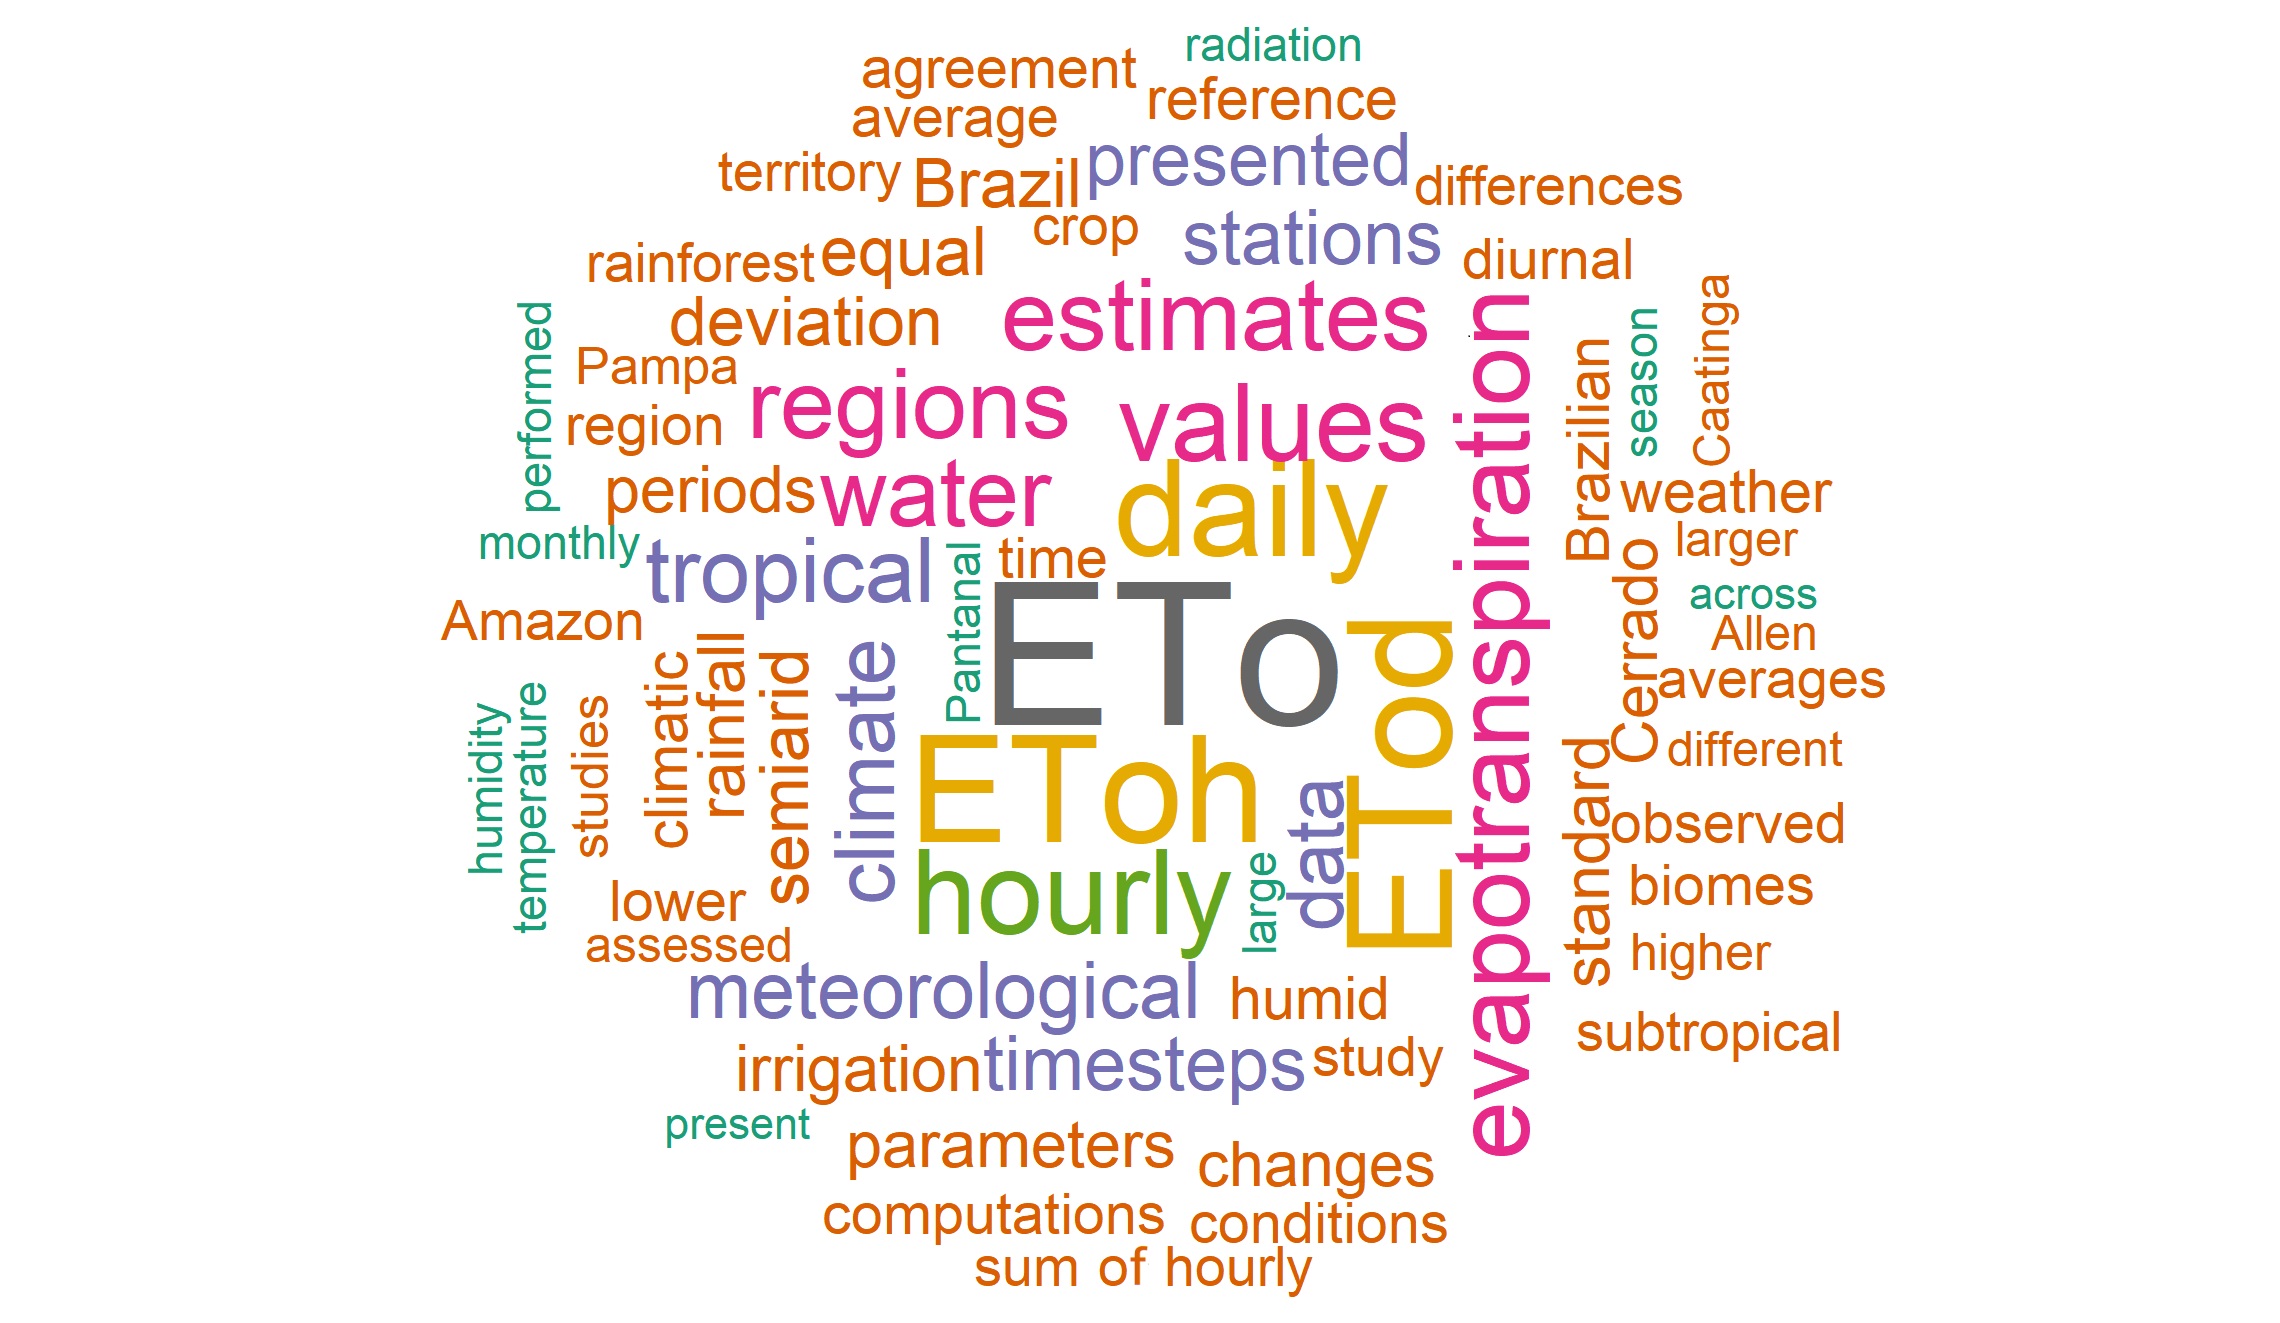 radiation
agreement
reference
average
presented
territory
Brazil
differences
crop
stations
rainforest
equal
diurnal
deviation
estimates
performed
Pampa
evapotranspiration
Brazilian
season
Caatinga
region
regions
values
periods
water
daily
weather
monthly
tropical
Pantanal
time
larger
Amazon
ETo
Cerrado
across
Allen
averages
humidity
temperature
studies
climatic
rainfall
semiarid
climate
ETod
different
EToh
data
standard
observed
lower
hourly
large
biomes
assessed
higher
meteorological
humid
subtropical
irrigation
timesteps
study
present
parameters
changes
computations
conditions
sum of hourly